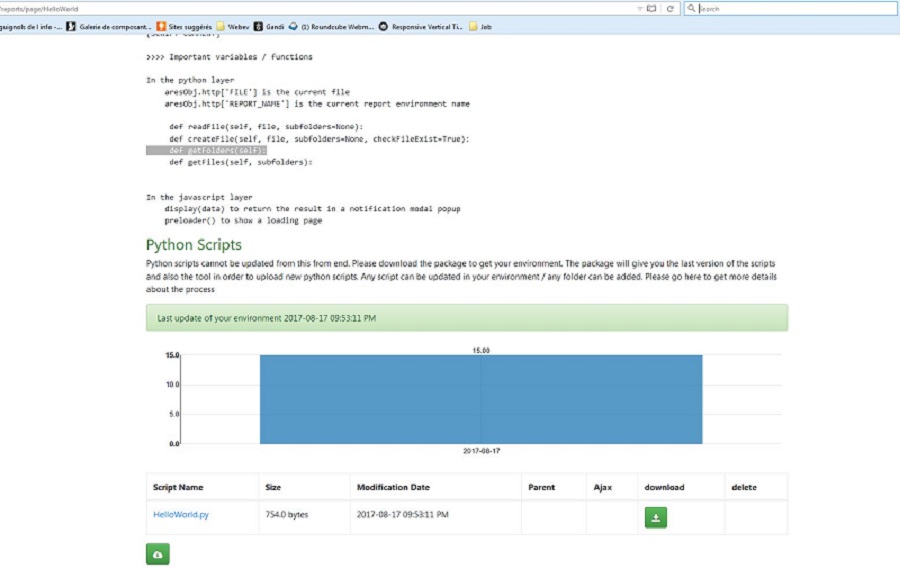 reports/page/HelloWorld
Search
guignols de l info -...
Galerie de composant...
Sites suggérés
Webev
Gandi
(1) Roundcube Webm...
Responsive Vertical Ti...
Job
>>>> Important variables / functions
In the python layer
aresObj.http['FILE'] is the current file
aresObj.http['REPORT_NAME'] is the current report environment name
def readFile(self, file, subfolders=None):
def createFile(self, file, subfolders=None, checkFileExist=True):
def getFolders(self):
def getFiles(self, subfolders):
In the javascript layer
display(data) to return the result in a notification modal popup
preloader() to show a loading page
Python Scripts
Python scripts cannot be updated from this from end. Please download the package to get your environment. The package will give you the last version of the scripts
and also the tool in order to upload new python scripts. Any script can be updated in your environment / any folder can be added. Please go here to get more details
about the process
Last update of your environment 2017-08-17 09:53:11 PM
15.00
15.0
10.0
5.0
0.0
2017-08-17
Script Name Size Modification Date Parent Ajax download delete
HelloWorld.py 754.0 bytes 2017-08-17 09:53:11 PM